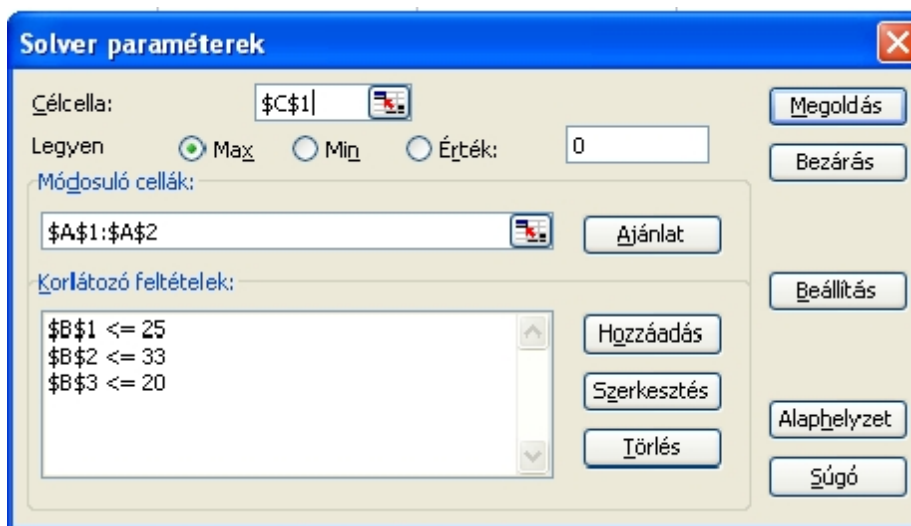 Solver paraméterek
Célcella:
$C$1
Megoldás
Legyen
Max
Min
Érték:
0
Bezárás
Módosuló cellák:
$A$1:$A$2
Ajánlat
Korlátozó feltételek:
Beállítás
$B$1 <= 25
$B$2 <= 33
$B$3 <= 20
Hozzáadás
Szerkesztés
Törlés
Alaphelyzet
Súgó